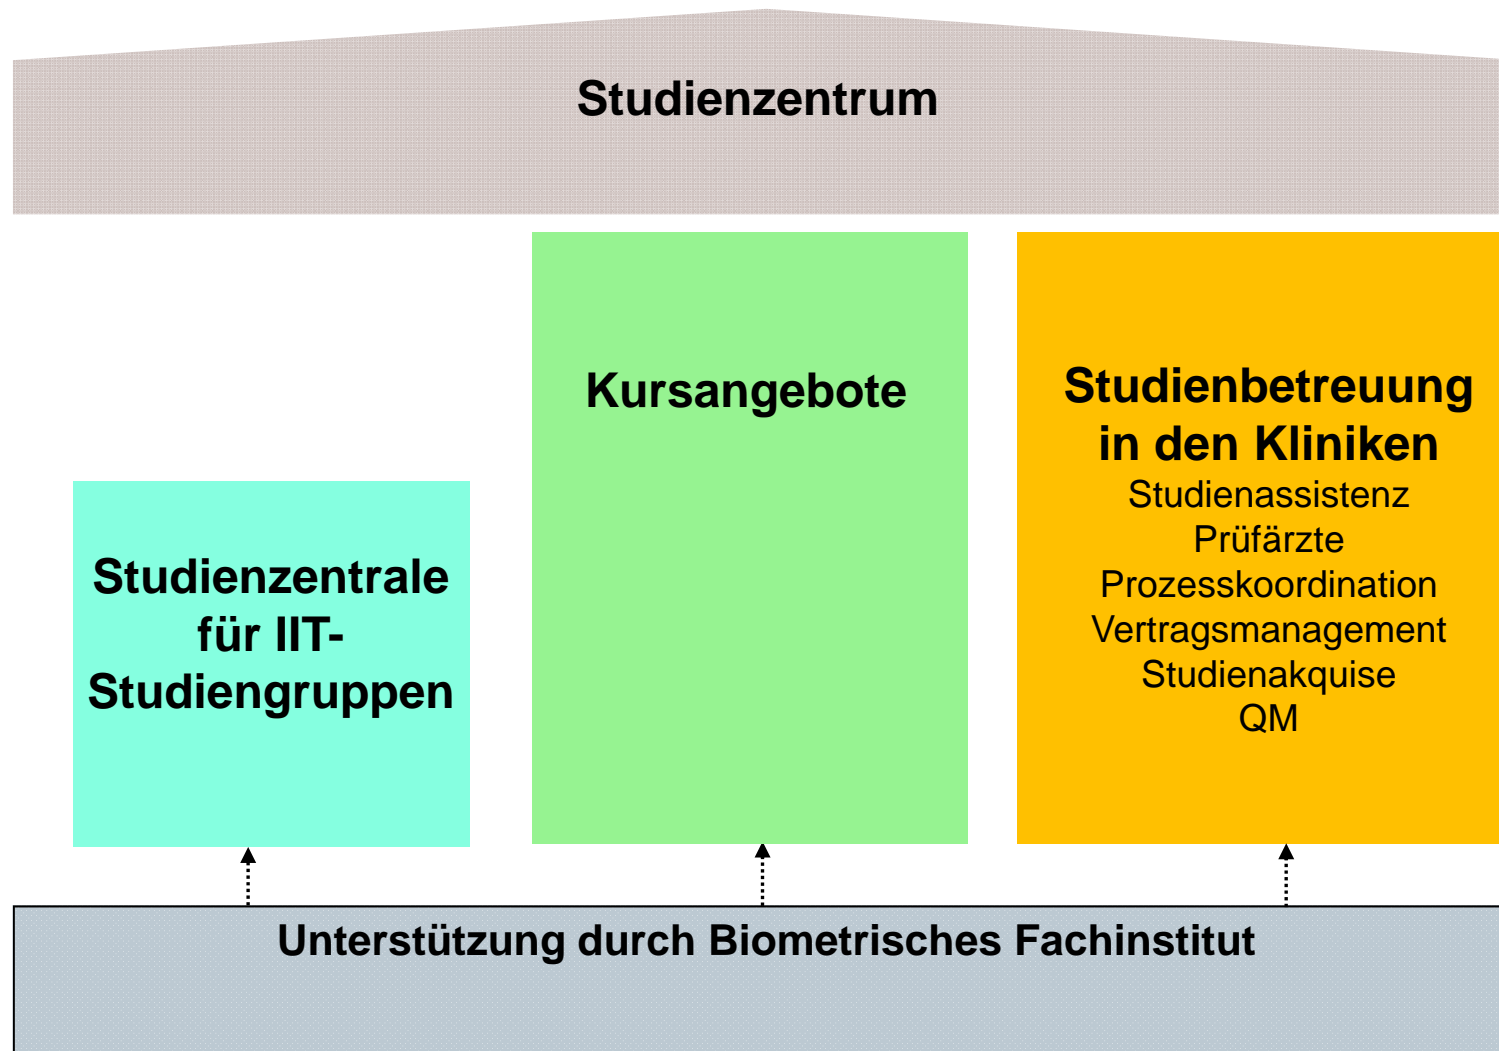 Studienzentrum
Studienzentrale
für IIT-
Studiengruppen
Kursangebote
Studienbetreuung
in den Kliniken
Studienassistenz
Prüfärzte
Prozesskoordination
Vertragsmanagement
Studienakquise
QM
Unterstützung durch Biometrisches Fachinstitut